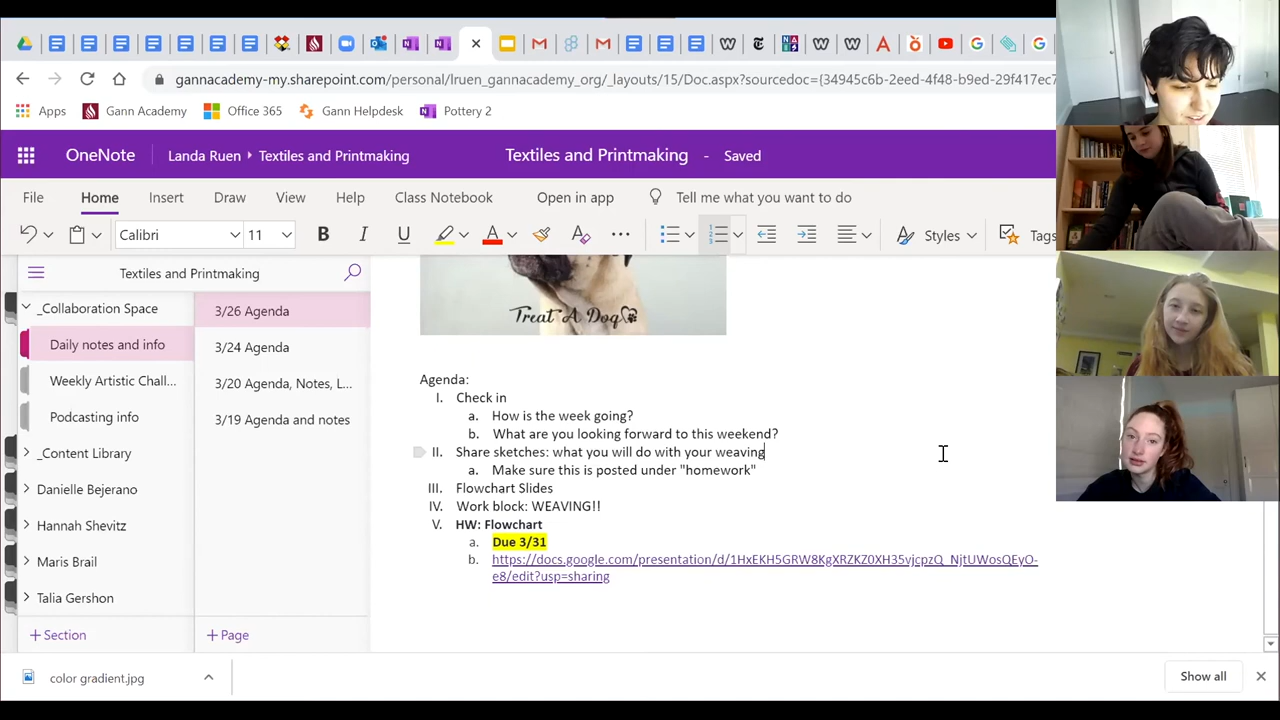 gannacademy-my.sharepoint.com/personal/lruen_gannacademy_org/_layouts/15/Doc.aspx?sourcedoc={34945c6b-2eed-4f48-b9ed-29f417ec7
Apps Gann Academy Office 365 Gann Helpdesk Pottery 2
OneNote Landa Ruen Textiles and Printmaking Textiles and Printmaking - Saved
File Home Insert Draw View Help Class Notebook Open in app Tell me what you want to do
Calibri 11 B I U A Styles Tags
Textiles and Printmaking
_Collaboration Space
Daily notes and info
Weekly Artistic Chall...
Podcasting info
_Content Library
Daniela Bejerano
Hannah Shevitz
Maris Brail
Talia Gershon
+ Section
3/26 Agenda
3/24 Agenda
3/20 Agenda, Notes, L...
3/19 Agenda and notes
+ Page
Treat A Dog
Agenda:
I. Check in
a. How is the week going?
b. What are you looking forward to this weekend?
II. Share sketches: what you will do with your weaving
a. Make sure this is posted under "homework"
III. Flowchart Slides
IV. Work block: WEAVING!!
V. HW: Flowchart
a. Due 3/31
b. https://docs.google.com/presentation/d/1HxEKH5GRW8KgXRZKZ0XH35vjcpzQ_NjtUWosQEyO-
e8/edit?usp=sharing
color gradient.jpg
Show all